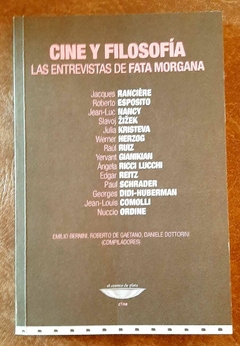 CINE Y FILOSOFÍA
LAS ENTREVISTAS DE FATA MORGANA
Jacques RANCIÈRE
Roberto ESPOSITO
Jean-Luc NANCY
Slavoj ŽIŽEK
Julia KRISTEVA
Werner HERZOG
Raúl RUIZ
Yervant GIANIKIAN
Angela RICCI LUCCHI
Edgar REITZ
Paul SCHRADER
Georges DIDI-HUBERMAN
Jean-Louis COMOLLI
Nuccio ORDINE
EMILIO BERNINI, ROBERTO DE GAETANO, DANIELE DOTTORINI
(COMPILADORES)
el cuenco de plata
cine